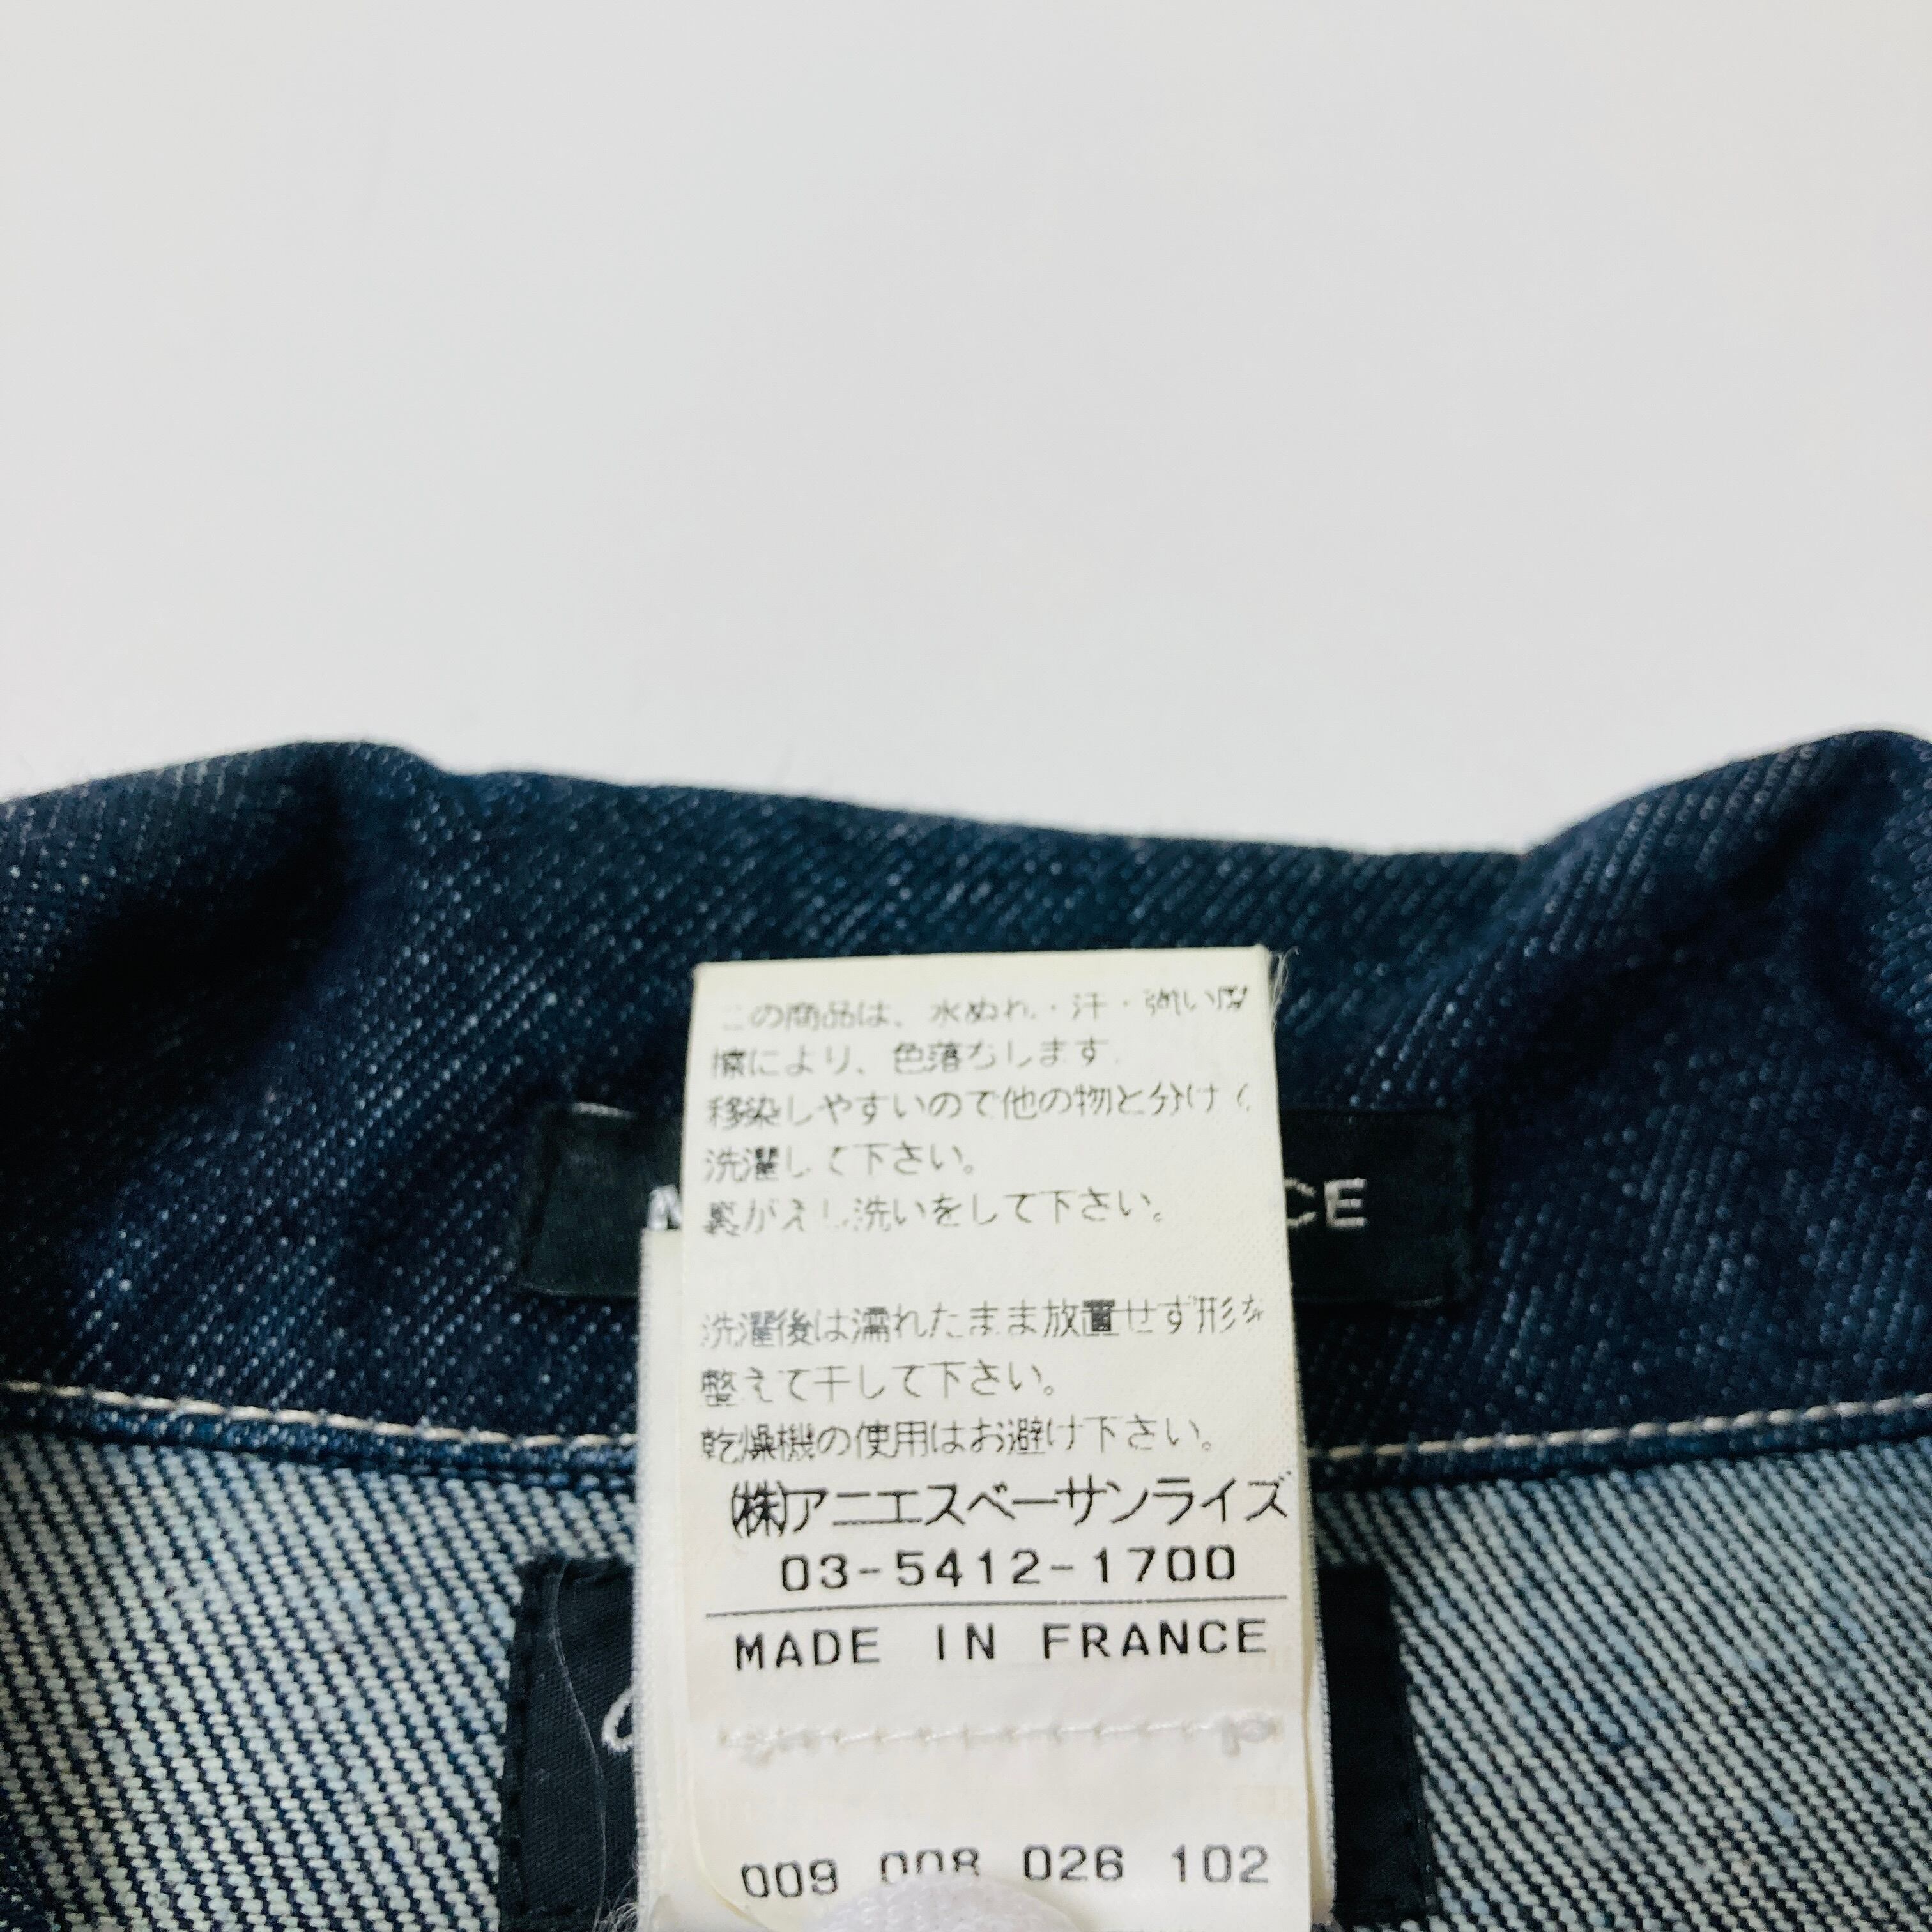 この商品は、水ぬれ・汗・強い摩
擦により、色落ちします.
移染しやすいので他の物と分けて
洗濯して下さい。
裏がえし洗いをして下さい。
洗濯後は濡れたまま放置せず形を
整えて干して下さい。
乾燥機の使用はお避け下さい。
(株)アニエスベーサンライズ
03-5412-1700
MADE IN FRANCE
009 008 026 102
CE